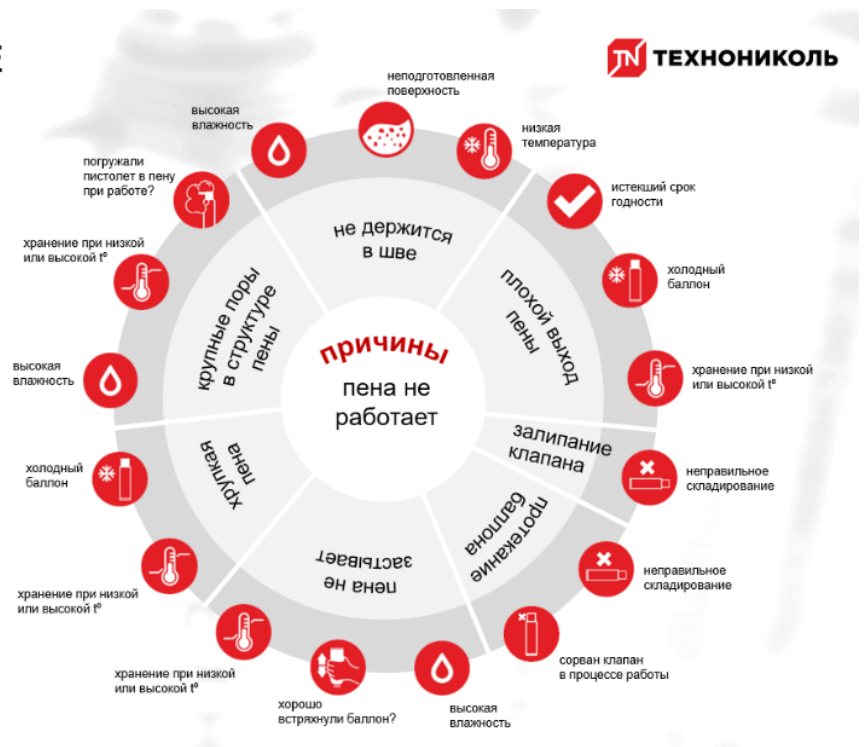 Е
TN ТЕХНОНИКОЛЬ
неподготовленная
поверхность
высокая
влажность
низкая
температура
погружали
пистолет в пену
при работе?
истекший срок
годности
хранение при низкой
или высокой t°
холодный
баллон
высокая
влажность
хранение при низкой
или высокой t°
холодный
баллон
неправильное
складирование
хранение при низкой
или высокой t°
неправильное
складирование
хранение при низкой
или высокой t°
сорван клапан
в процессе работы
хорошо
встряхнули баллон?
высокая
влажность
не держится
в шве
плохой выход
пены
залипание
клапана
протекание
баллона
пена не
застывает
хрупкая
пена
крупные поры
в структуре
пены
причины
пена не
работает